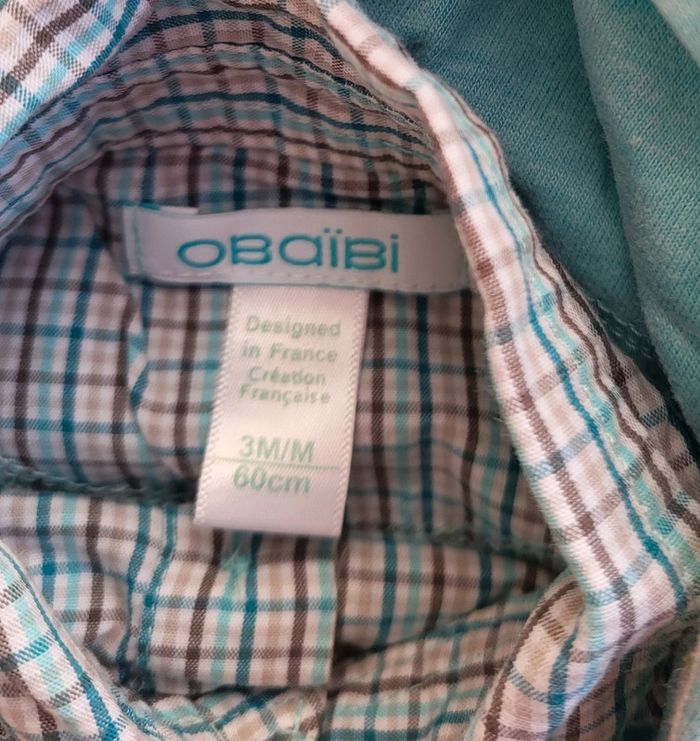 OBaïBi
Designed
in France
Création
Française
3M/M
60cm